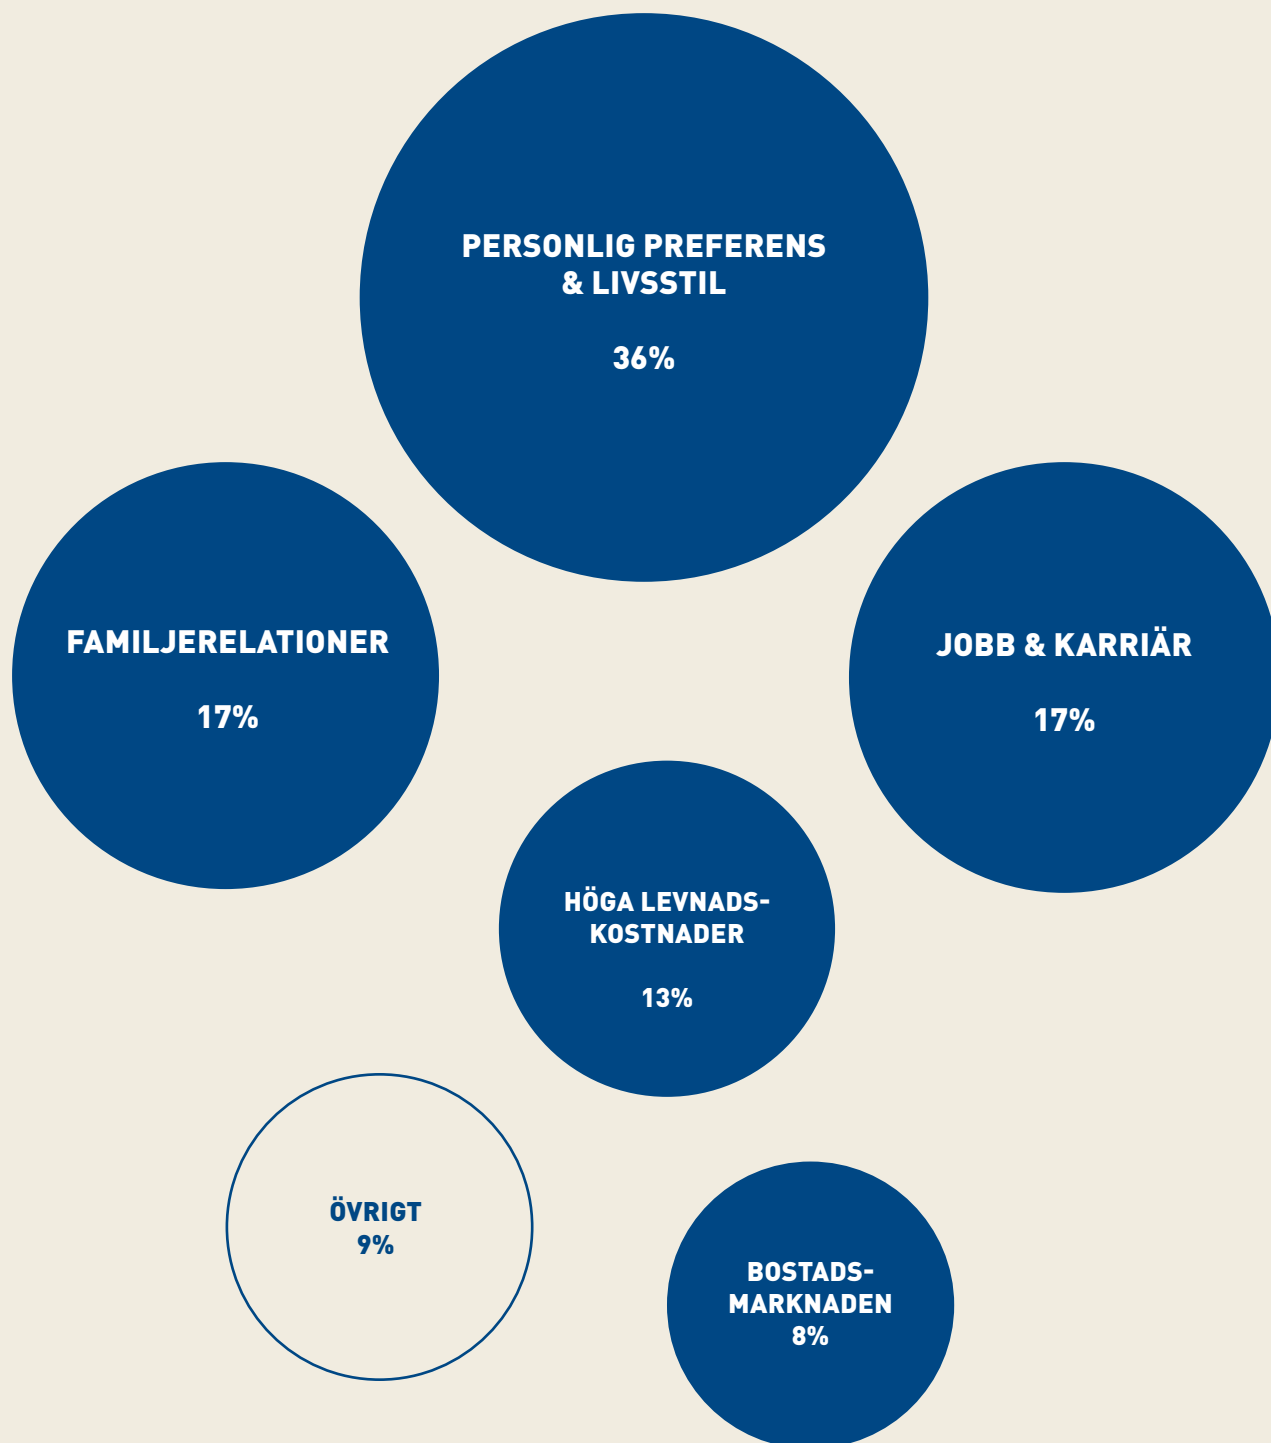 PERSONLIG PREFERENS
& LIVSSTIL
36%
FAMILJERELATIONER
17%
JOBB & KARRIÄR
17%
HÖGA LEVNADS-
KOSTNADER
13%
ÖVRIGT
9%
BOSTADS-
MARKNADEN
8%